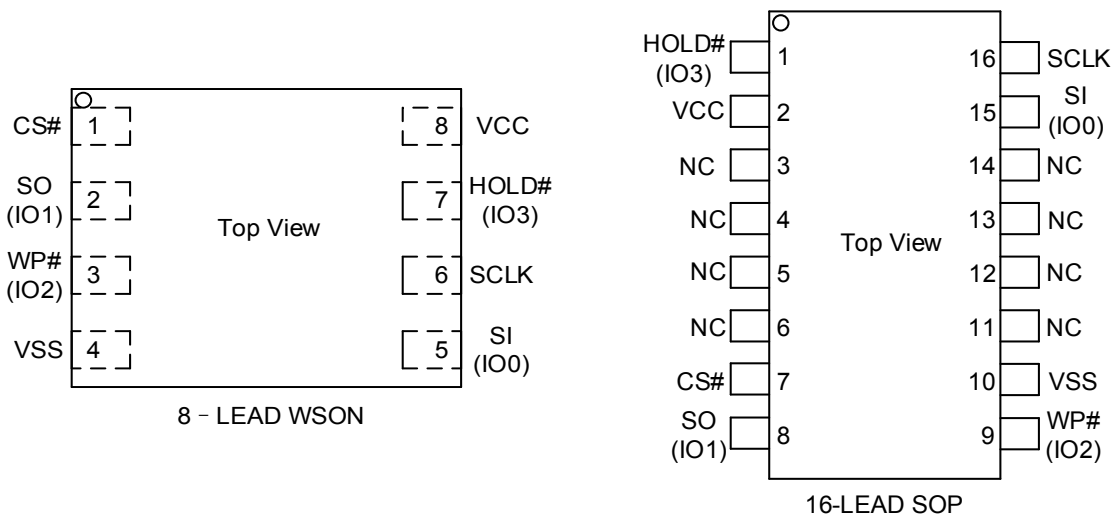 CS#
1
8
VCC
SO
(IO1)
2
7
HOLD#
(IO3)
Top View
WP#
(IO2)
3
6
SCLK
VSS
4
5
SI
(IO0)
8 – LEAD WSON
HOLD#
(IO3)
1
16
SCLK
VCC
2
15
SI
(IO0)
NC
3
14
NC
NC
4
13
NC
Top View
NC
5
12
NC
NC
6
11
NC
CS#
7
10
VSS
SO
(IO1)
8
9
WP#
(IO2)
16-LEAD SOP